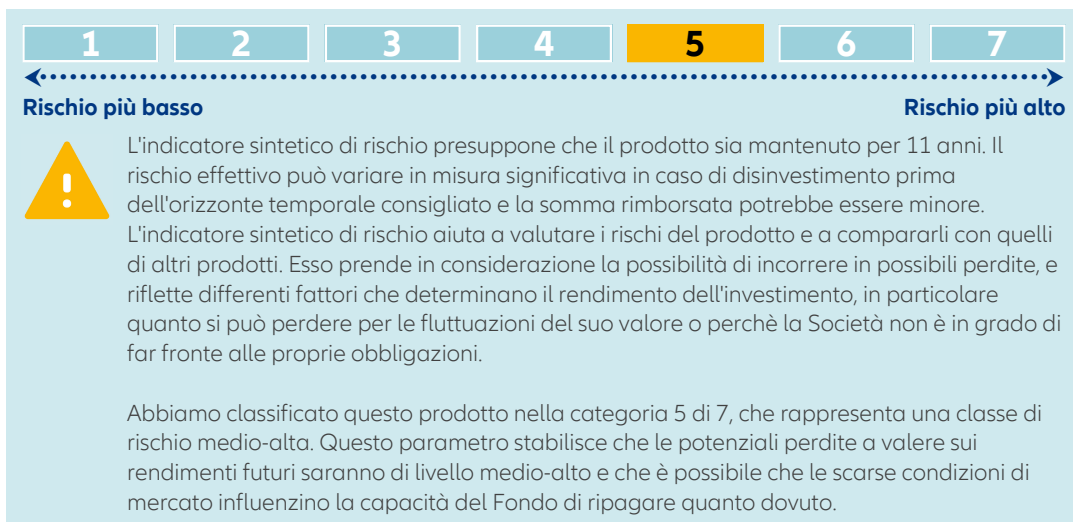 1 2 3 4 5 6 7
Rischio più basso Rischio più alto
L'indicatore sintetico di rischio presuppone che il prodotto sia mantenuto per 11 anni. Il
rischio effettivo può variare in misura significativa in caso di disinvestimento prima
dell'orizzonte temporale consigliato e la somma rimborsata potrebbe essere minore.
L'indicatore sintetico di rischio aiuta a valutare i rischi del prodotto e a compararli con quelli
di altri prodotti. Esso prende in considerazione la possibilità di incorrere in possibili perdite, e
riflette differenti fattori che determinano il rendimento dell'investimento, in particolare
quanto si può perdere per le fluttuazioni del suo valore o perchè la Società non è in grado di
far fronte alle proprie obbligazioni.
Abbiamo classificato questo prodotto nella categoria 5 di 7, che rappresenta una classe di
rischio medio-alta. Questo parametro stabilisce che le potenziali perdite a valere sui
rendimenti futuri saranno di livello medio-alto e che è possibile che le scarse condizioni di
mercato influenzino la capacità del Fondo di ripagare quanto dovuto.